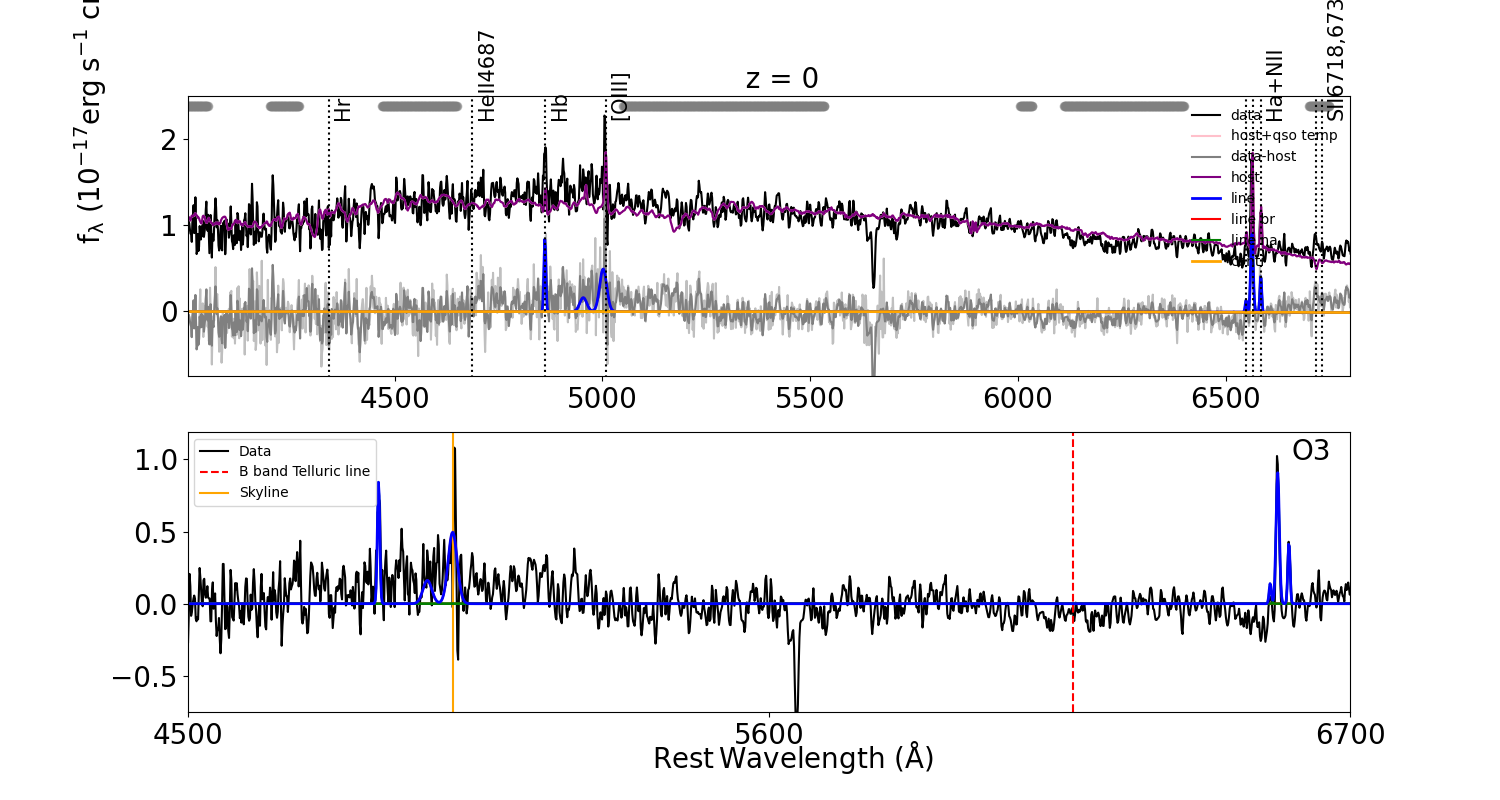 z = 0
fλ (10⁻¹⁷erg s⁻¹ c
Hr
HeII4687
Hb
[OIII]
Ha+NII
SII6718,673
data
host+qso temp
data-host
host
line
line br
line na
2
1
0
4500
5000
5500
6000
6500
Data
B band Telluric line
Skyline
O3
1.0
0.5
0.0
−0.5
4500
5600
6700
Rest Wavelength (Å)